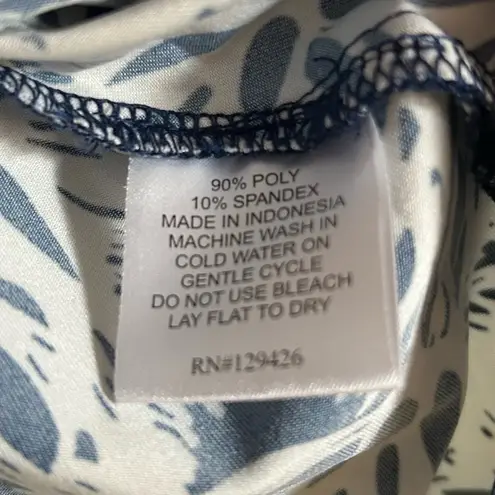 90% POLY
10% SPANDEX
MADE IN INDONESIA
MACHINE WASH IN
COLD WATER ON
GENTLE CYCLE
DO NOT USE BLEACH
LAY FLAT TO DRY
RN#129426